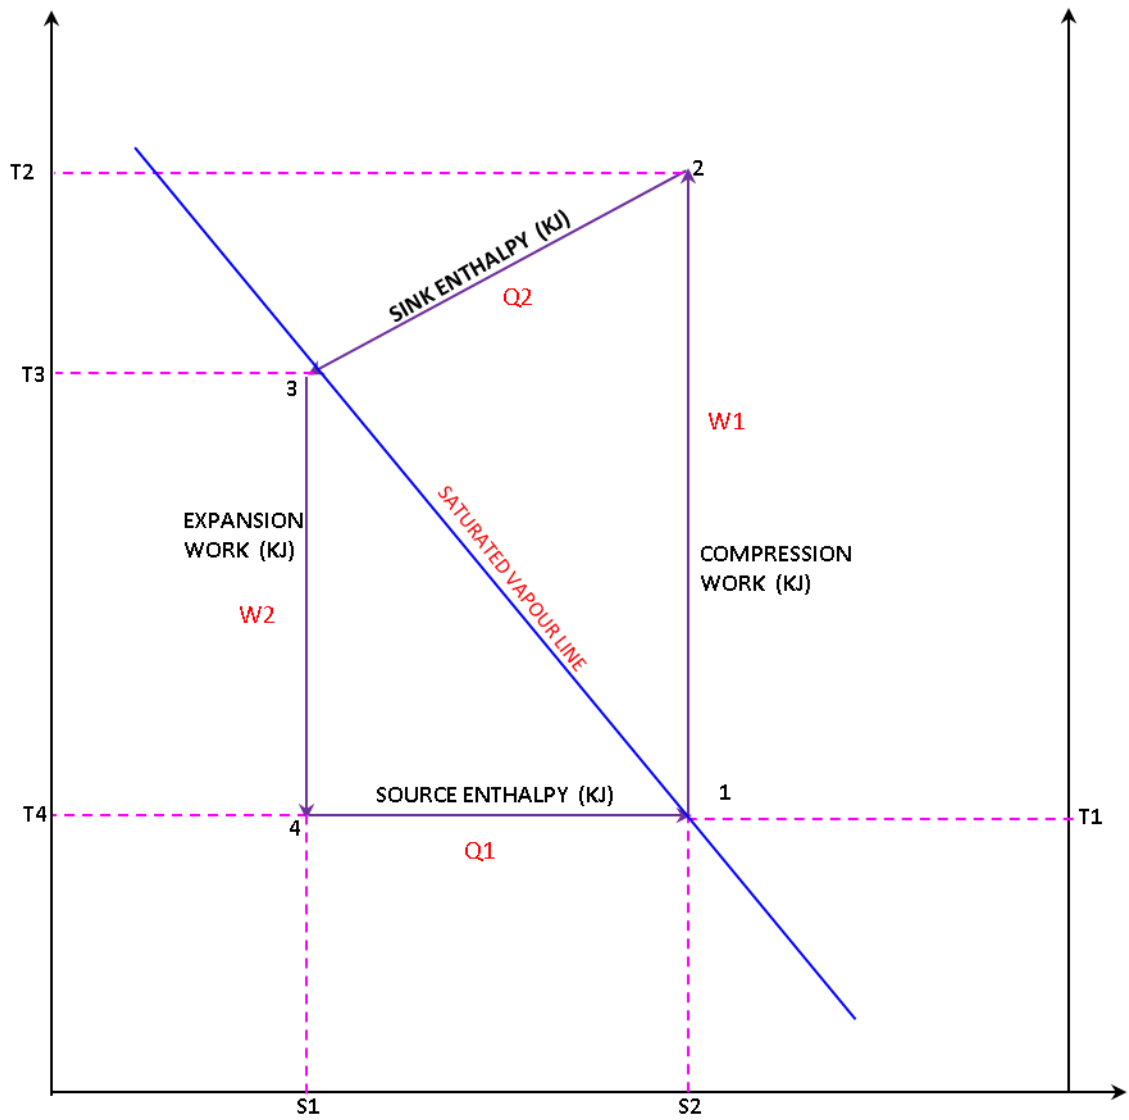 T2
2
SINK ENTHALPY (KJ)
Q2
T3
3
W1
SATURATED VAPOUR LINE
EXPANSION
WORK (KJ)
COMPRESSION
WORK (KJ)
W2
SOURCE ENTHALPY (KJ)
1
T4
4
T1
Q1
S1
S2